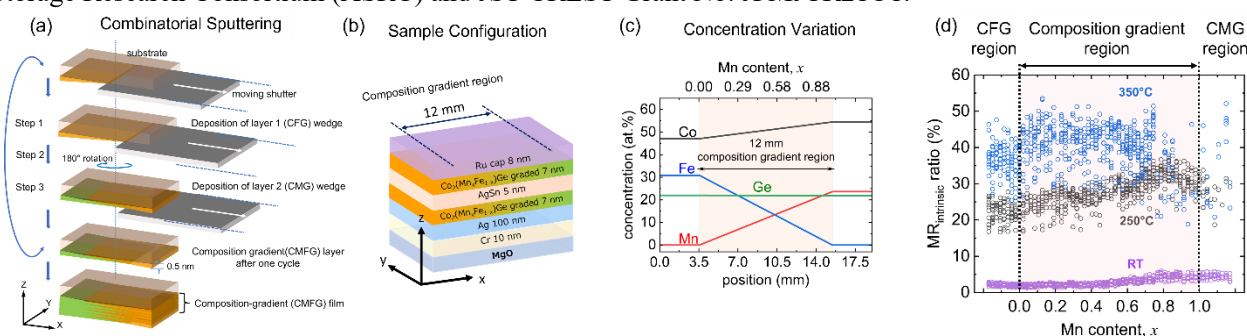 (a) Combinatorial Sputtering
substrate
moving shutter
Step 1
Deposition of layer 1 (CFG) wedge
Step 2
180° rotation
Step 3
Deposition of layer 2 (CMG) wedge
Composition gradient(CMFG) layer
after one cycle
0.5 nm
Composition-gradient (CMFG) film
Z
Y
X
(b) Sample Configuration
Composition gradient region
12 mm
Ru cap 8 nm
Co₂(MnₓFe₁₋ₓ)Ge graded 7 nm
AgSn 5 nm
Co₂(MnₓFe₁₋ₓ)Ge graded 7 nm
Ag 100 nm
Cr 10 nm
MgO
z
y
x
(c) Concentration Variation
Mn content, x
0.00 0.29 0.58 0.88
concentration (at.%)
60
50
40
30
20
10
0
Co
12 mm
composition gradient region
Fe
Ge
Mn
0.0 3.5 7.0 10.5 14.0 17.5
position (mm)
(d) CFG region
Composition gradient region
CMG region
MR intrinsic ratio (%)
60
50
40
30
20
10
0
350°C
250°C
RT
0.0 0.2 0.4 0.6 0.8 1.0
Mn content, x